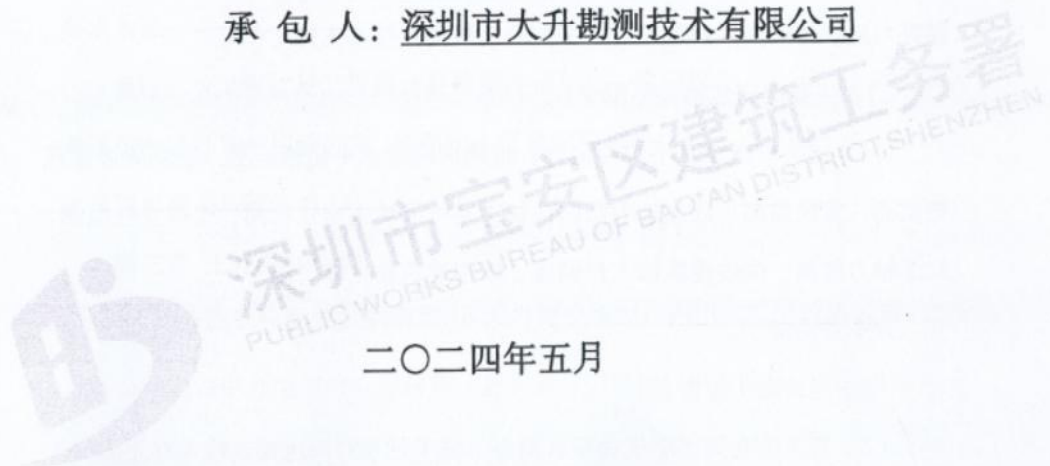 承 包 人：深圳市大升勘测技术有限公司
深圳市宝安区建筑工务署
PUBLIC WORKS BUREAU OF BAO'AN DISTRICT,SHENZHEN
二〇二四年五月